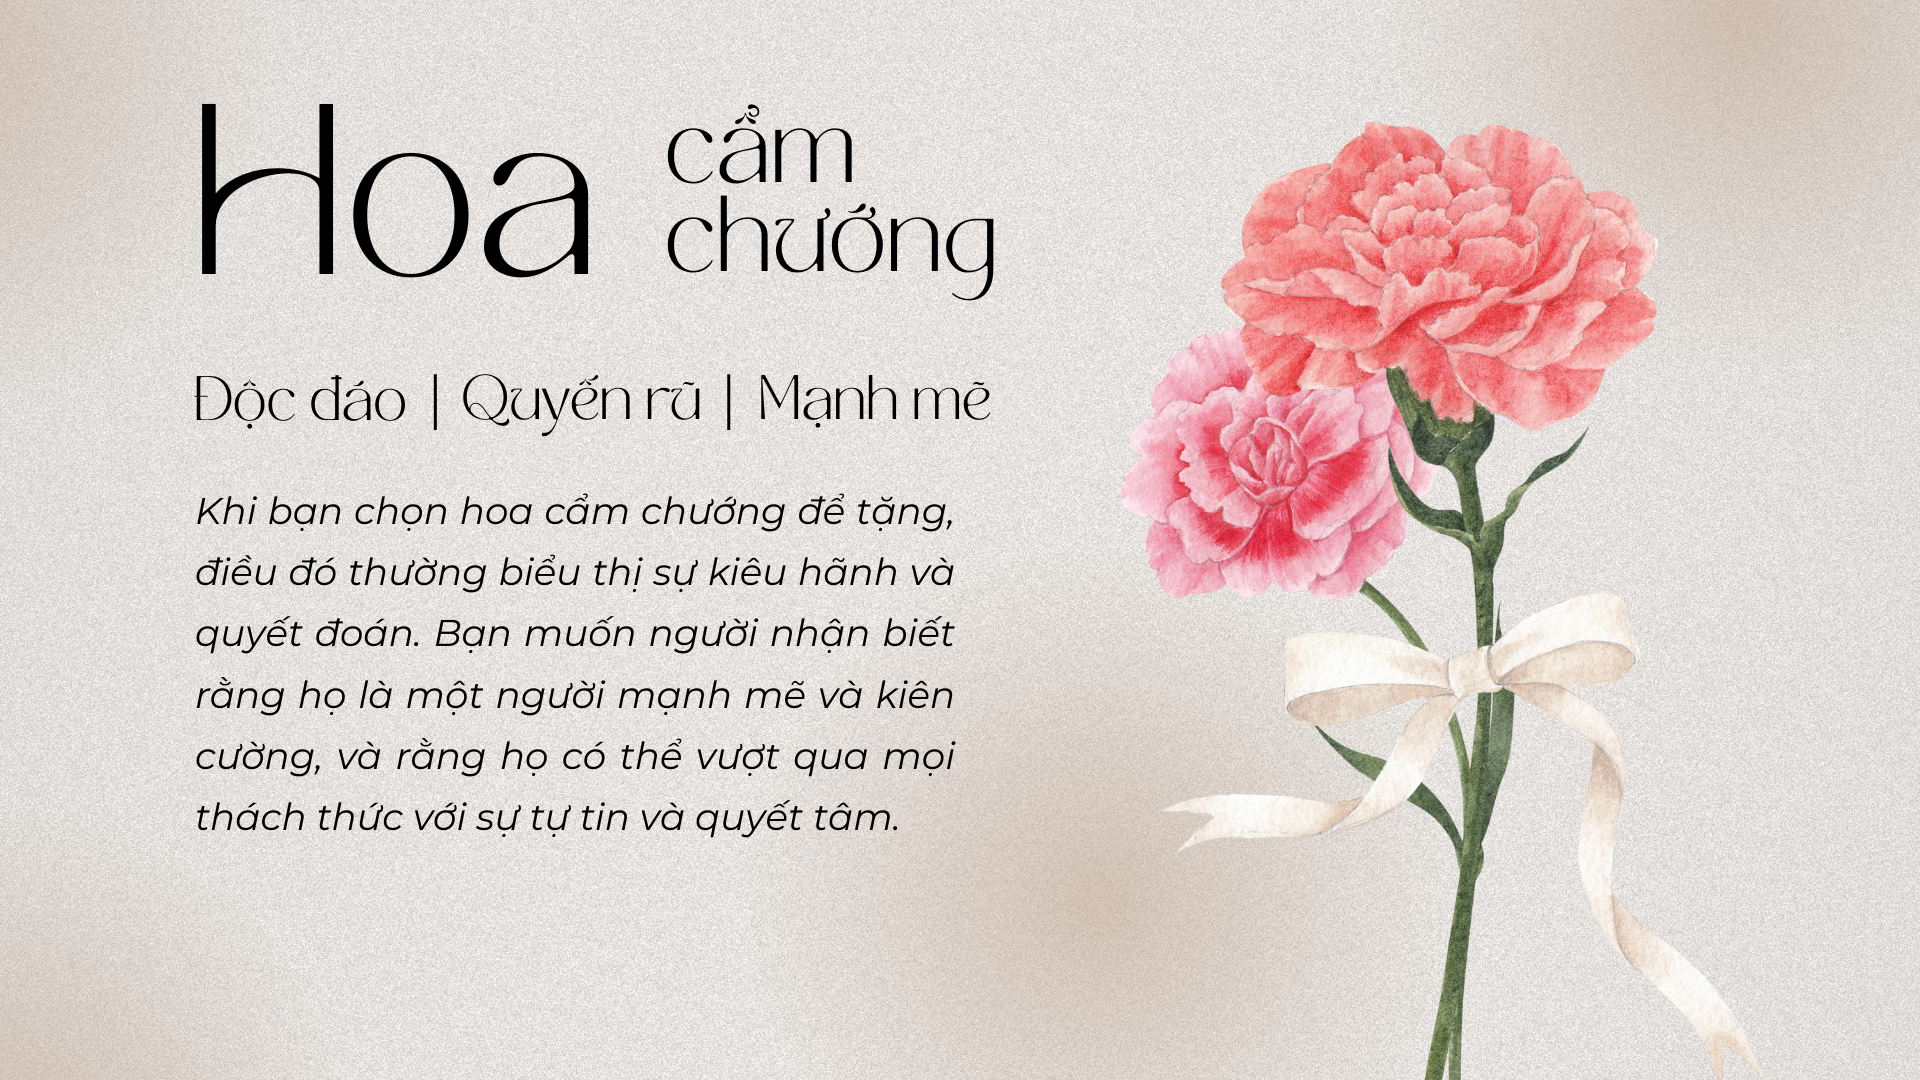 Hoa cẩm
chướng
Độc đáo | Quyến rũ | Mạnh mẽ
Khi bạn chọn hoa cẩm chướng để tặng,
điều đó thường biểu thị sự kiêu hãnh và
quyết đoán. Bạn muốn người nhận biết
rằng họ là một người mạnh mẽ và kiên
cường, và rằng họ có thể vượt qua mọi
thách thức với sự tự tin và quyết tâm.